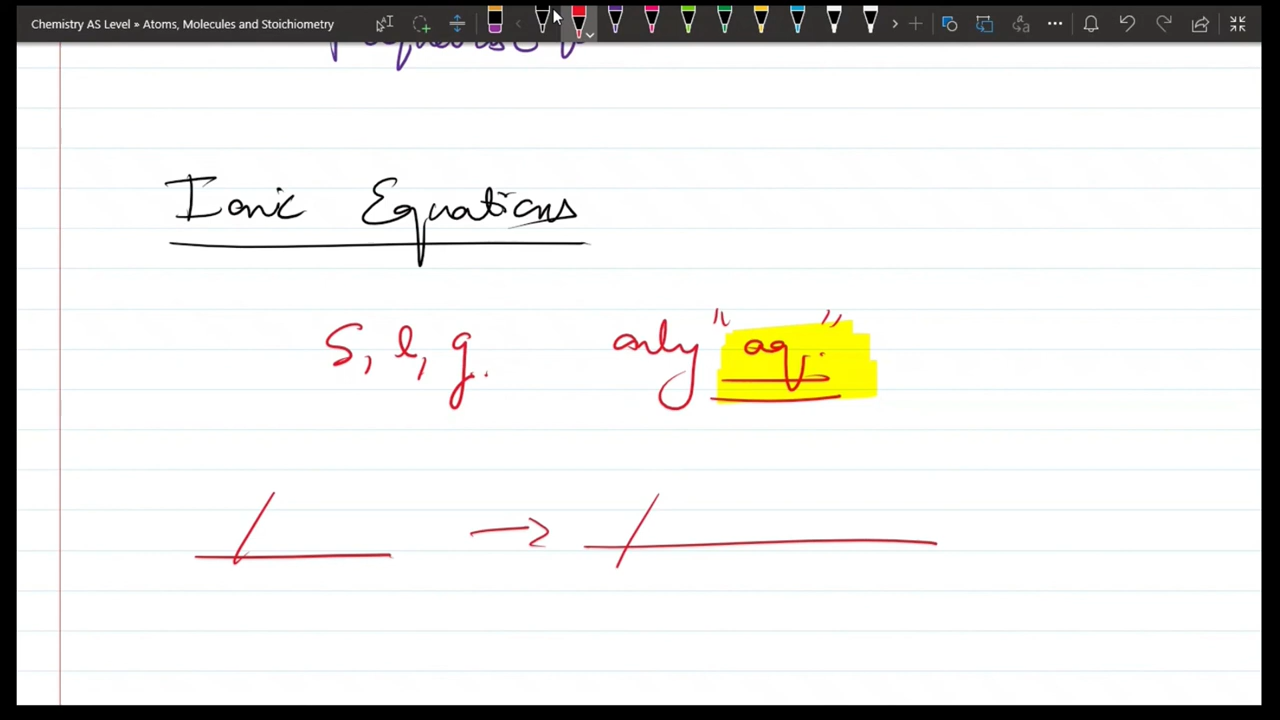 Chemistry AS Level » Atoms, Molecules and Stoichiometry
Ionic Equations
s, l, g. only "aq."
→